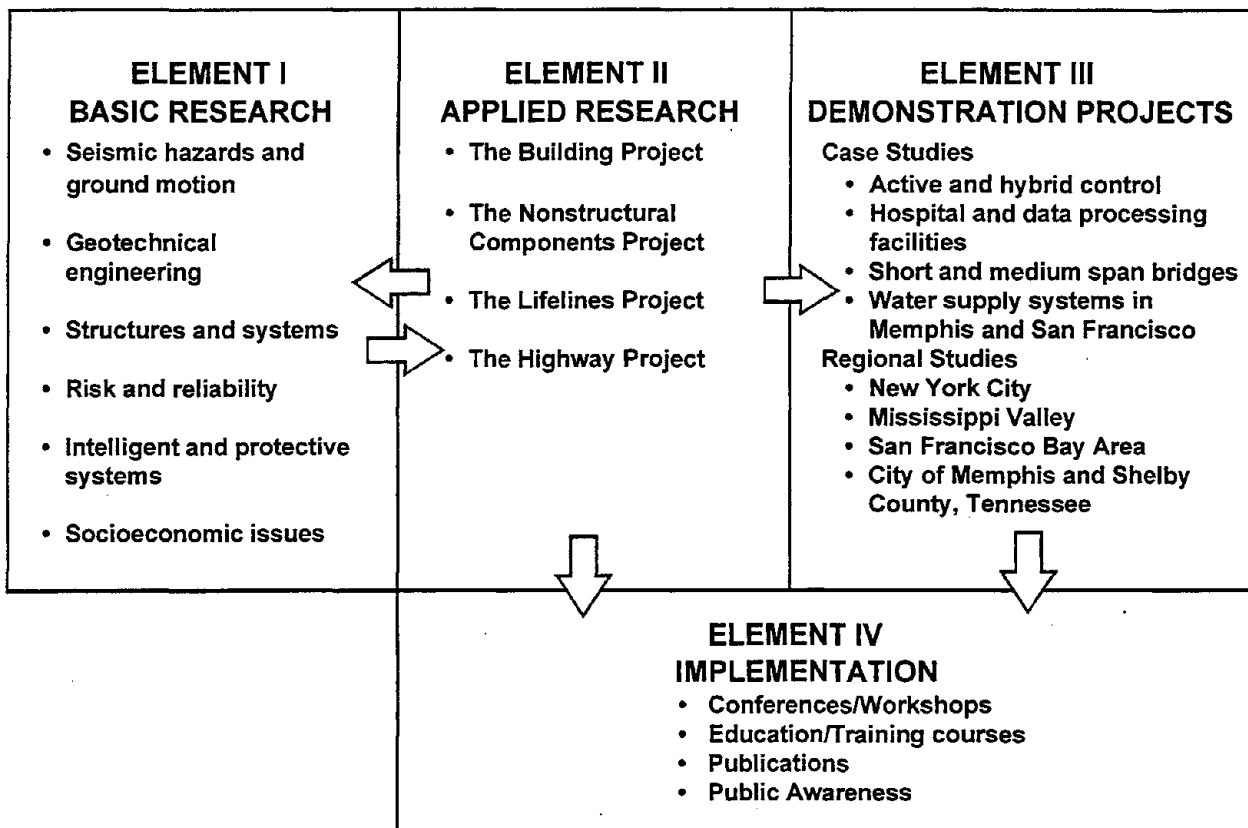 ELEMENT I
BASIC RESEARCH
• Seismic hazards and
ground motion
• Geotechnical
engineering
• Structures and systems
• Risk and reliability
• Intelligent and protective
systems
• Socioeconomic issues
ELEMENT II
APPLIED RESEARCH
• The Building Project
• The Nonstructural
Components Project
• The Lifelines Project
• The Highway Project
ELEMENT III
DEMONSTRATION PROJECTS
Case Studies
• Active and hybrid control
• Hospital and data processing
facilities
• Short and medium span bridges
• Water supply systems in
Memphis and San Francisco
Regional Studies
• New York City
• Mississippi Valley
• San Francisco Bay Area
• City of Memphis and Shelby
County, Tennessee
ELEMENT IV
IMPLEMENTATION
• Conferences/Workshops
• Education/Training courses
• Publications
• Public Awareness